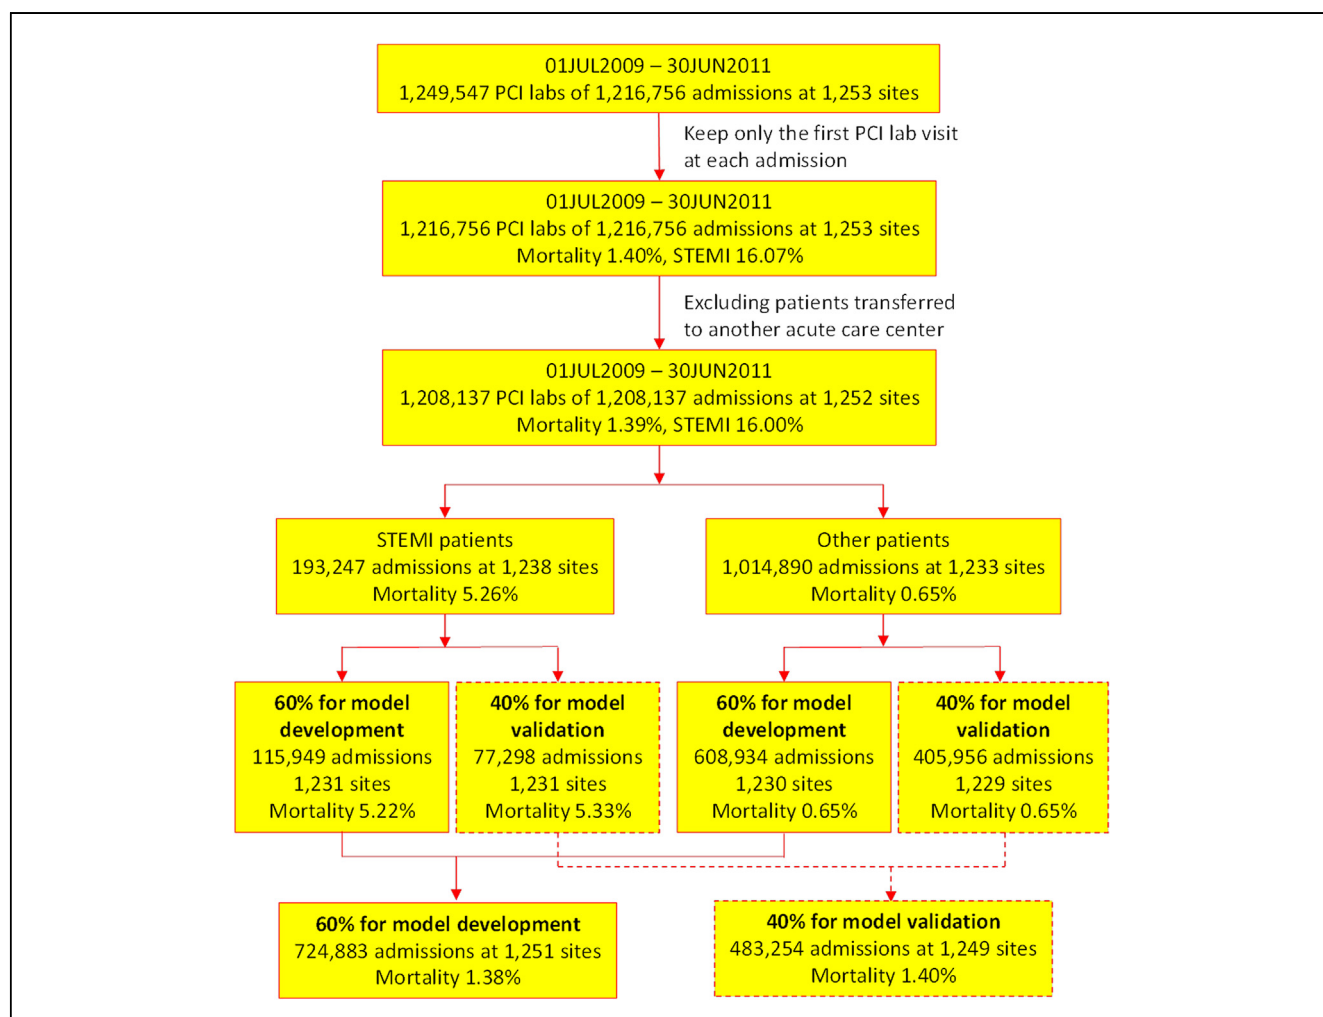 01JUL2009 – 30JUN2011
1,249,547 PCI labs of 1,216,756 admissions at 1,253 sites
Keep only the first PCI lab visit
at each admission
01JUL2009 – 30JUN2011
1,216,756 PCI labs of 1,216,756 admissions at 1,253 sites
Mortality 1.40%, STEMI 16.07%
Excluding patients transferred
to another acute care center
01JUL2009 – 30JUN2011
1,208,137 PCI labs of 1,208,137 admissions at 1,252 sites
Mortality 1.39%, STEMI 16.00%
STEMI patients
193,247 admissions at 1,238 sites
Mortality 5.26%
Other patients
1,014,890 admissions at 1,233 sites
Mortality 0.65%
60% for model
development
115,949 admissions
1,231 sites
Mortality 5.22%
40% for model
validation
77,298 admissions
1,231 sites
Mortality 5.33%
60% for model
development
608,934 admissions
1,230 sites
Mortality 0.65%
40% for model
validation
405,956 admissions
1,229 sites
Mortality 0.65%
60% for model development
724,883 admissions at 1,251 sites
Mortality 1.38%
40% for model validation
483,254 admissions at 1,249 sites
Mortality 1.40%